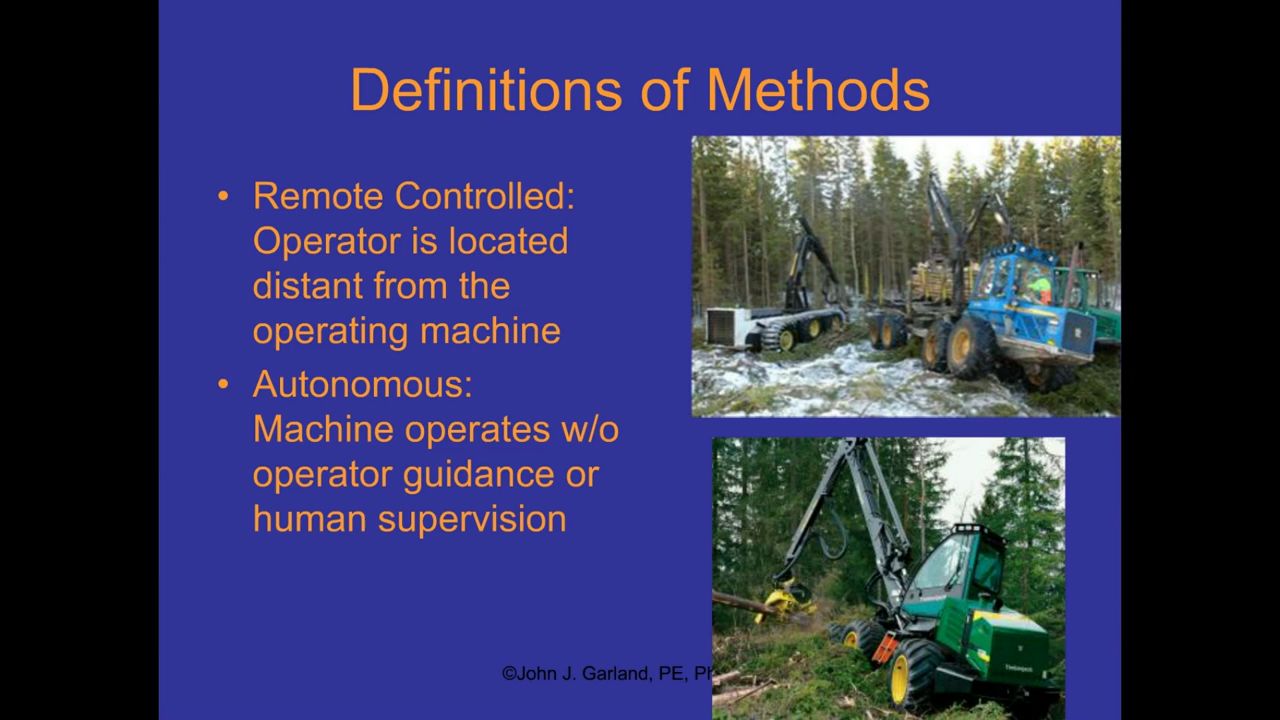 Definitions of Methods
• Remote Controlled:
Operator is located
distant from the
operating machine
• Autonomous:
Machine operates w/o
operator guidance or
human supervision
©John J. Garland, PE, Ph